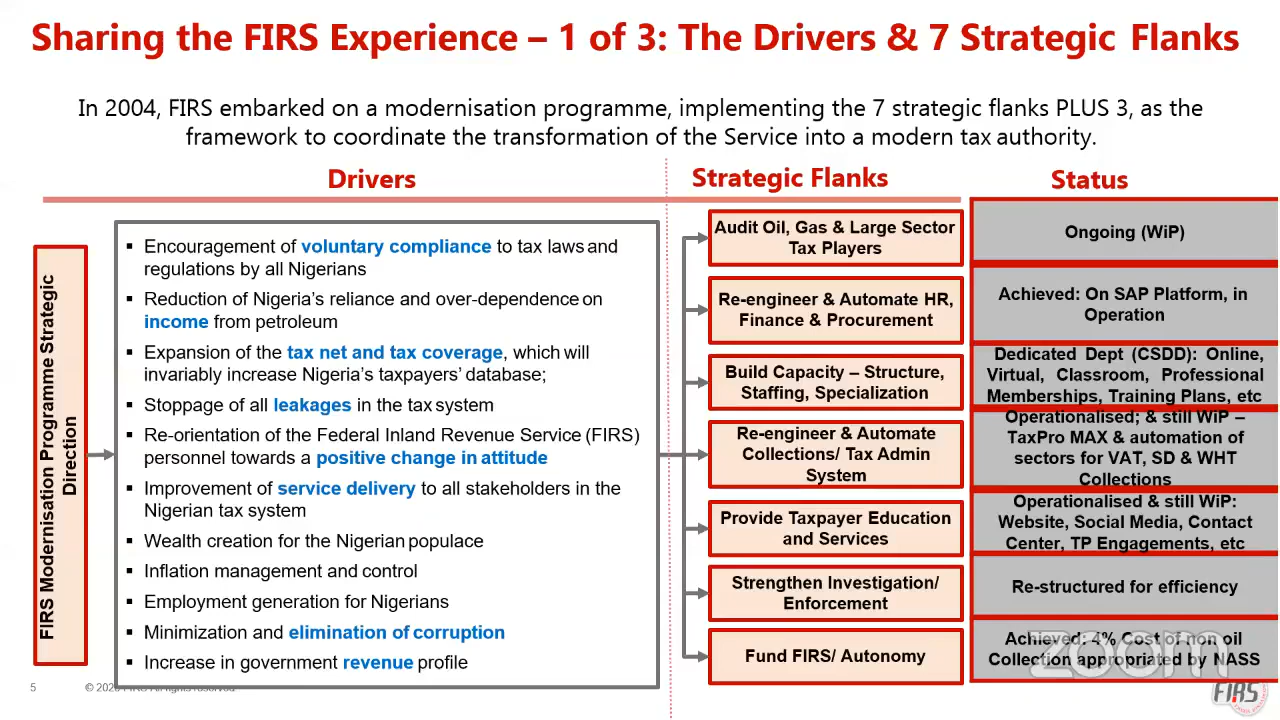 Sharing the FIRS Experience – 1 of 3: The Drivers & 7 Strategic Flanks
In 2004, FIRS embarked on a modernisation programme, implementing the 7 strategic flanks PLUS 3, as the
framework to coordinate the transformation of the Service into a modern tax authority.
Drivers
Strategic Flanks
Status
FIRS Modernisation Programme Strategic
Direction
▪ Encouragement of voluntary compliance to tax laws and
regulations by all Nigerians
▪ Reduction of Nigeria's reliance and over-dependence on
income from petroleum
▪ Expansion of the tax net and tax coverage, which will
invariably increase Nigeria's taxpayers' database;
▪ Stoppage of all leakages in the tax system
▪ Re-orientation of the Federal Inland Revenue Service (FIRS)
personnel towards a positive change in attitude
▪ Improvement of service delivery to all stakeholders in the
Nigerian tax system
▪ Wealth creation for the Nigerian populace
▪ Inflation management and control
▪ Employment generation for Nigerians
▪ Minimization and elimination of corruption
▪ Increase in government revenue profile
Audit Oil, Gas & Large Sector
Tax Players
Ongoing (WiP)
Re-engineer & Automate HR,
Finance & Procurement
Achieved: On SAP Platform, in
Operation
Build Capacity – Structure,
Staffing, Specialization
Dedicated Dept (CSDD): Online,
Virtual, Classroom, Professional
Memberships, Training Plans, etc
Re-engineer & Automate
Collections/ Tax Admin
System
Operationalised; & still WiP –
TaxPro MAX & automation of
sectors for VAT, SD & WHT
Collections
Provide Taxpayer Education
and Services
Operationalised & still WiP:
Website, Social Media, Contact
Center, TP Engagements, etc
Strengthen Investigation/
Enforcement
Re-structured for efficiency
Fund FIRS/ Autonomy
Achieved: 4% Cost of non oil
Collection appropriated by NASS
zoom
5
© FIRS All rights reserved
FIRS